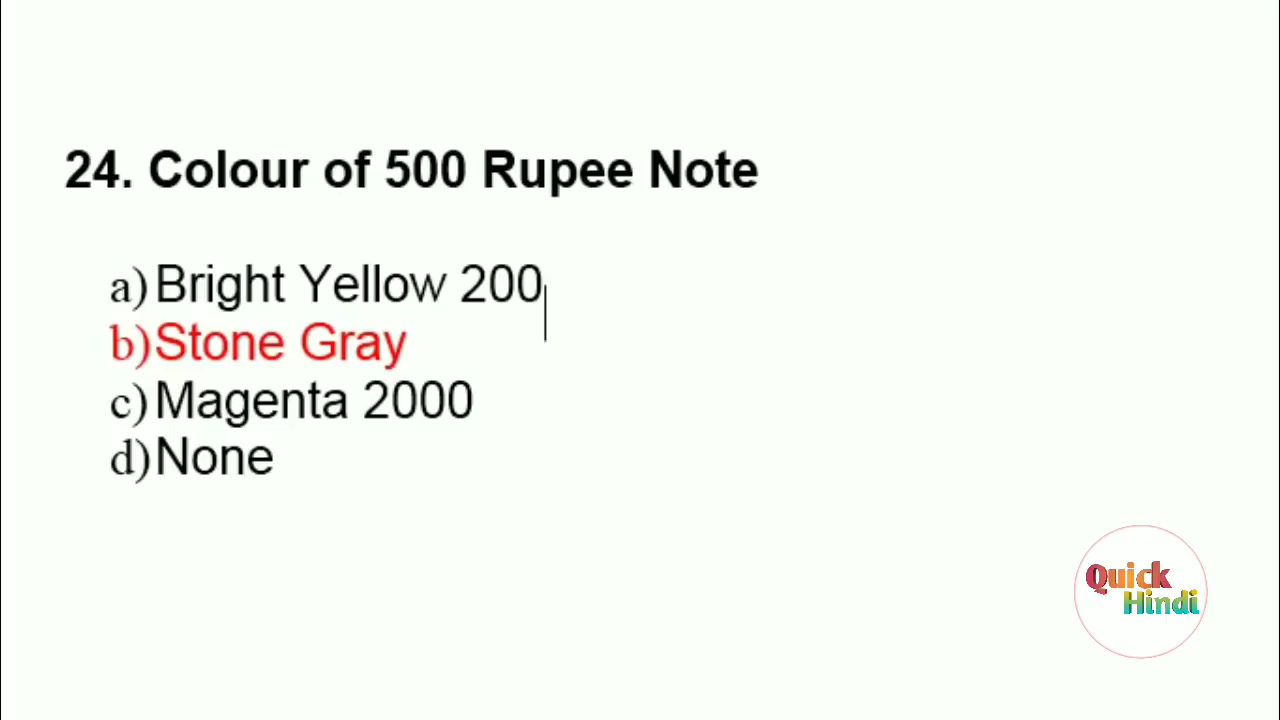 24. Colour of 500 Rupee Note
a) Bright Yellow 200
b) Stone Gray
c) Magenta 2000
d) None
Quick
Hindi